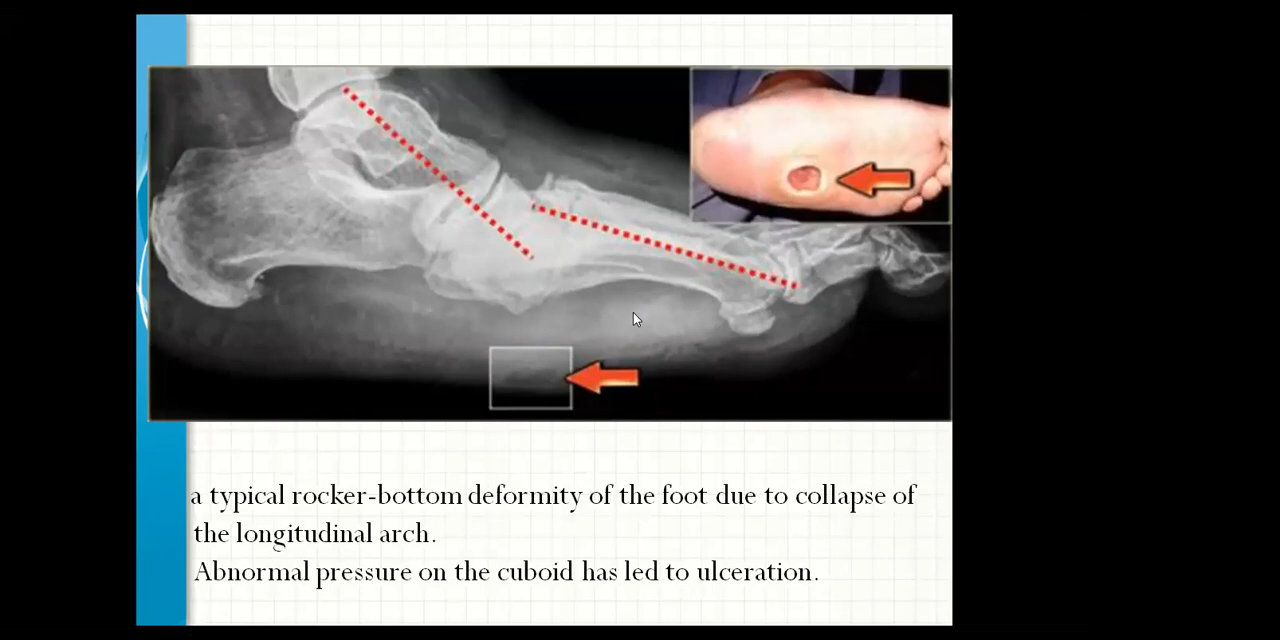 a typical rocker-bottom deformity of the foot due to collapse of
the longitudinal arch.
Abnormal pressure on the cuboid has led to ulceration.